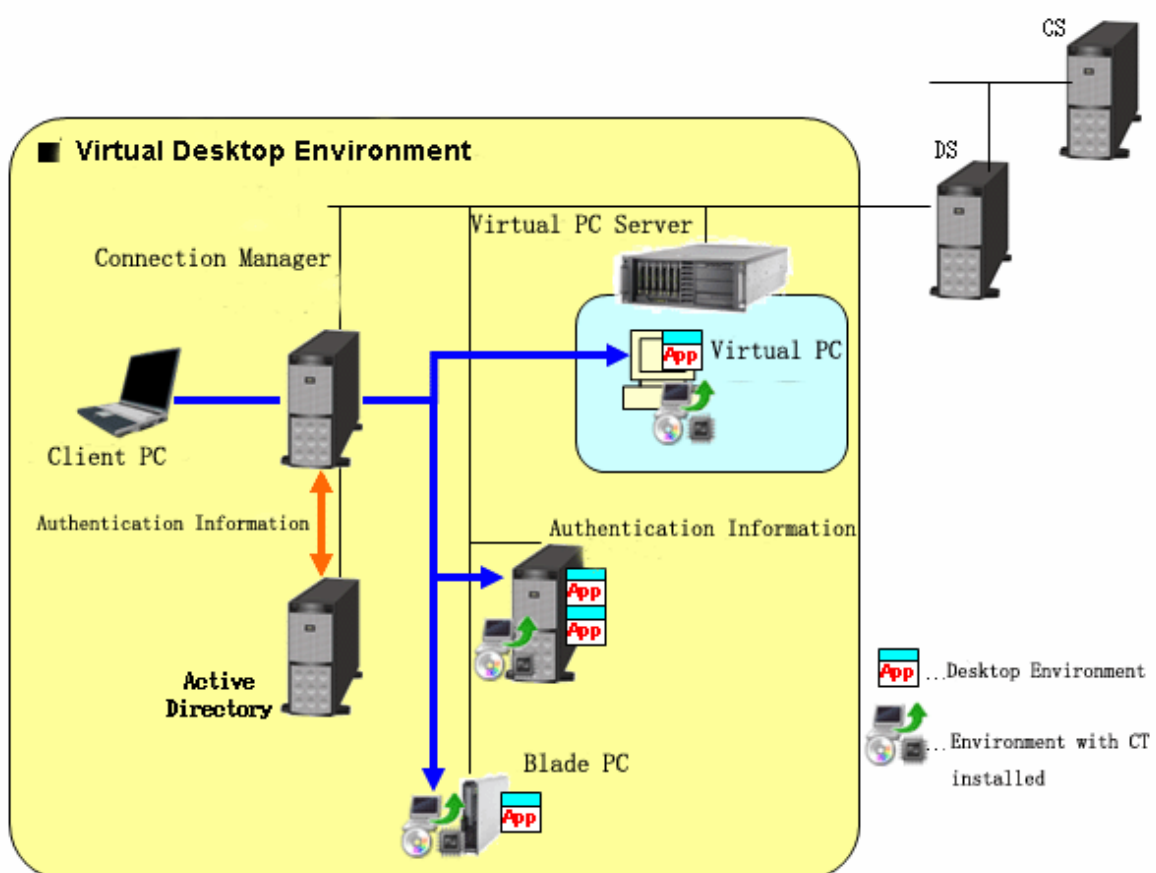 CS
■ Virtual Desktop Environment
DS
Virtual PC Server
Connection Manager
App
Virtual PC
Client PC
Authentication Information
Authentication Information
App
App
Active
Directory
App
...Desktop Environment
Blade PC
...Environment with CT
installed
App